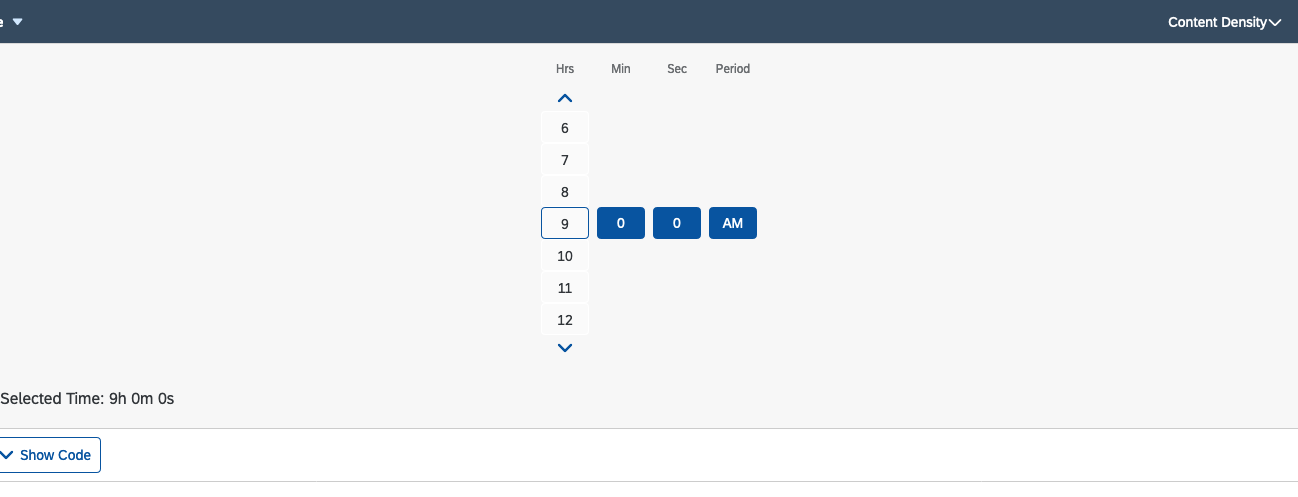 e
Content Density
Hrs Min Sec Period
6
7
8
9 0 0 AM
10
11
12
Selected Time: 9h 0m 0s
Show Code